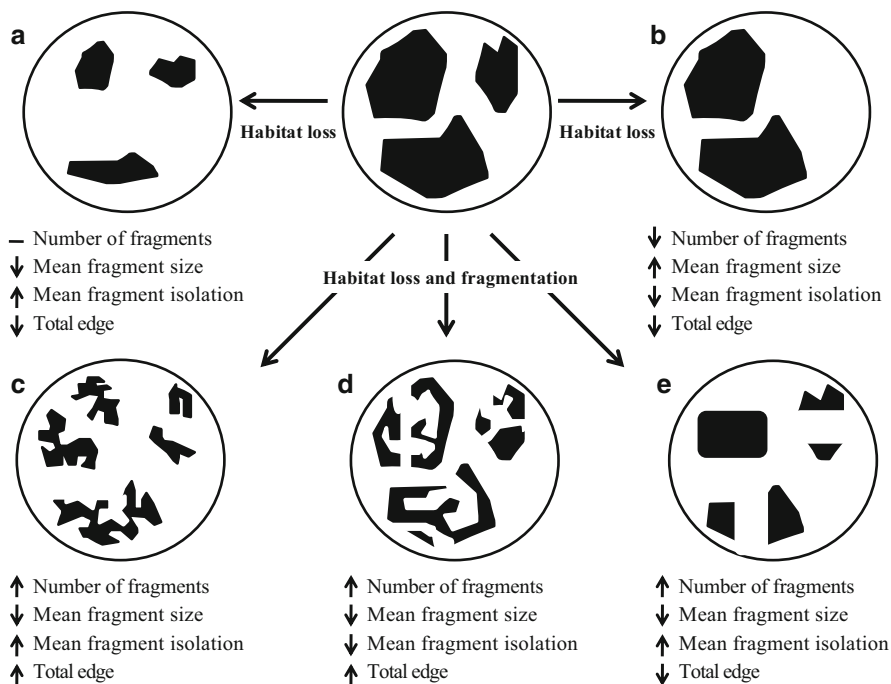 a
b
Habitat loss
Habitat loss
– Number of fragments
↓ Mean fragment size
↑ Mean fragment isolation
↓ Total edge
↓ Number of fragments
↑ Mean fragment size
↓ Mean fragment isolation
↓ Total edge
Habitat loss and fragmentation
c
d
e
↑ Number of fragments
↓ Mean fragment size
↑ Mean fragment isolation
↑ Total edge
↑ Number of fragments
↓ Mean fragment size
↓ Mean fragment isolation
↑ Total edge
↑ Number of fragments
↓ Mean fragment size
↑ Mean fragment isolation
↓ Total edge